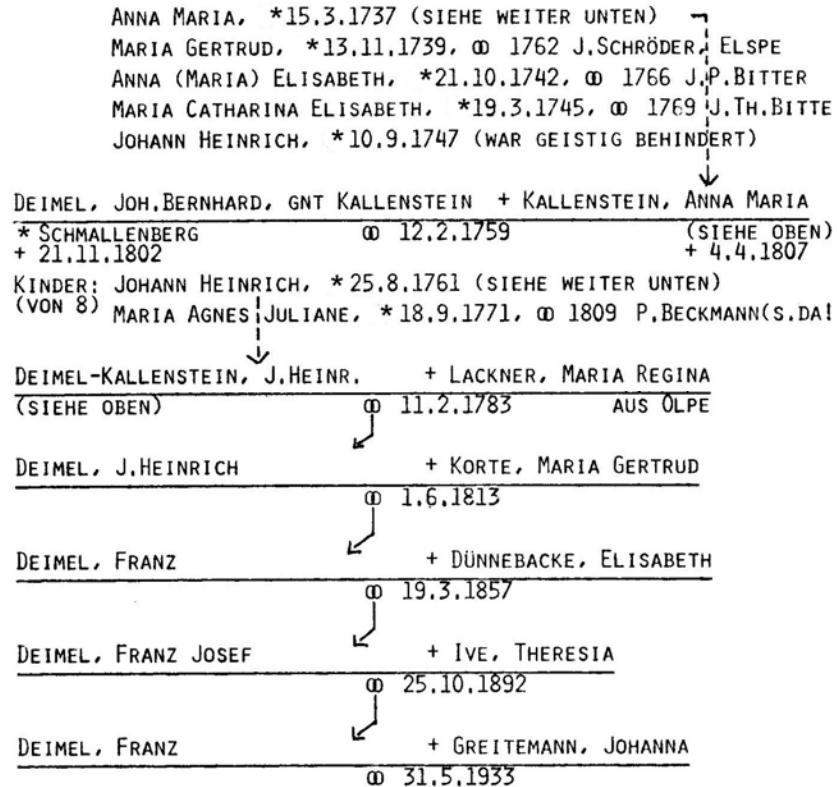 ANNA MARIA, *15.3.1737 (SIEHE WEITER UNTEN)
MARIA GERTRUD, *13.11.1739, ⚭ 1762 J.SCHRÖDER, ELSPE
ANNA (MARIA) ELISABETH, *21.10.1742, ⚭ 1766 J.P.BITTER
MARIA CATHARINA ELISABETH, *19.3.1745, ⚭ 1769 J.TH.BITTE
JOHANN HEINRICH, *10.9.1747 (WAR GEISTIG BEHINDERT)
DEIMEL, JOH.BERNHARD, GNT KALLENSTEIN + KALLENSTEIN, ANNA MARIA
* SCHMALLENBERG ⚭ 12.2.1759 (SIEHE OBEN)
+ 21.11.1802 + 4.4.1807
KINDER: JOHANN HEINRICH, *25.8.1761 (SIEHE WEITER UNTEN)
(VON 8) MARIA AGNES JULIANE, *18.9.1771, ⚭ 1809 P.BECKMANN(S.DA!
DEIMEL-KALLENSTEIN, J.HEINR. + LACKNER, MARIA REGINA
(SIEHE OBEN) ⚭ 11.2.1783 AUS OLPE
DEIMEL, J.HEINRICH + KORTE, MARIA GERTRUD
⚭ 1.6.1813
DEIMEL, FRANZ + DÜNNEBACKE, ELISABETH
⚭ 19.3.1857
DEIMEL, FRANZ JOSEF + IVE, THERESIA
⚭ 25.10.1892
DEIMEL, FRANZ + GREITEMANN, JOHANNA
⚭ 31.5.1933